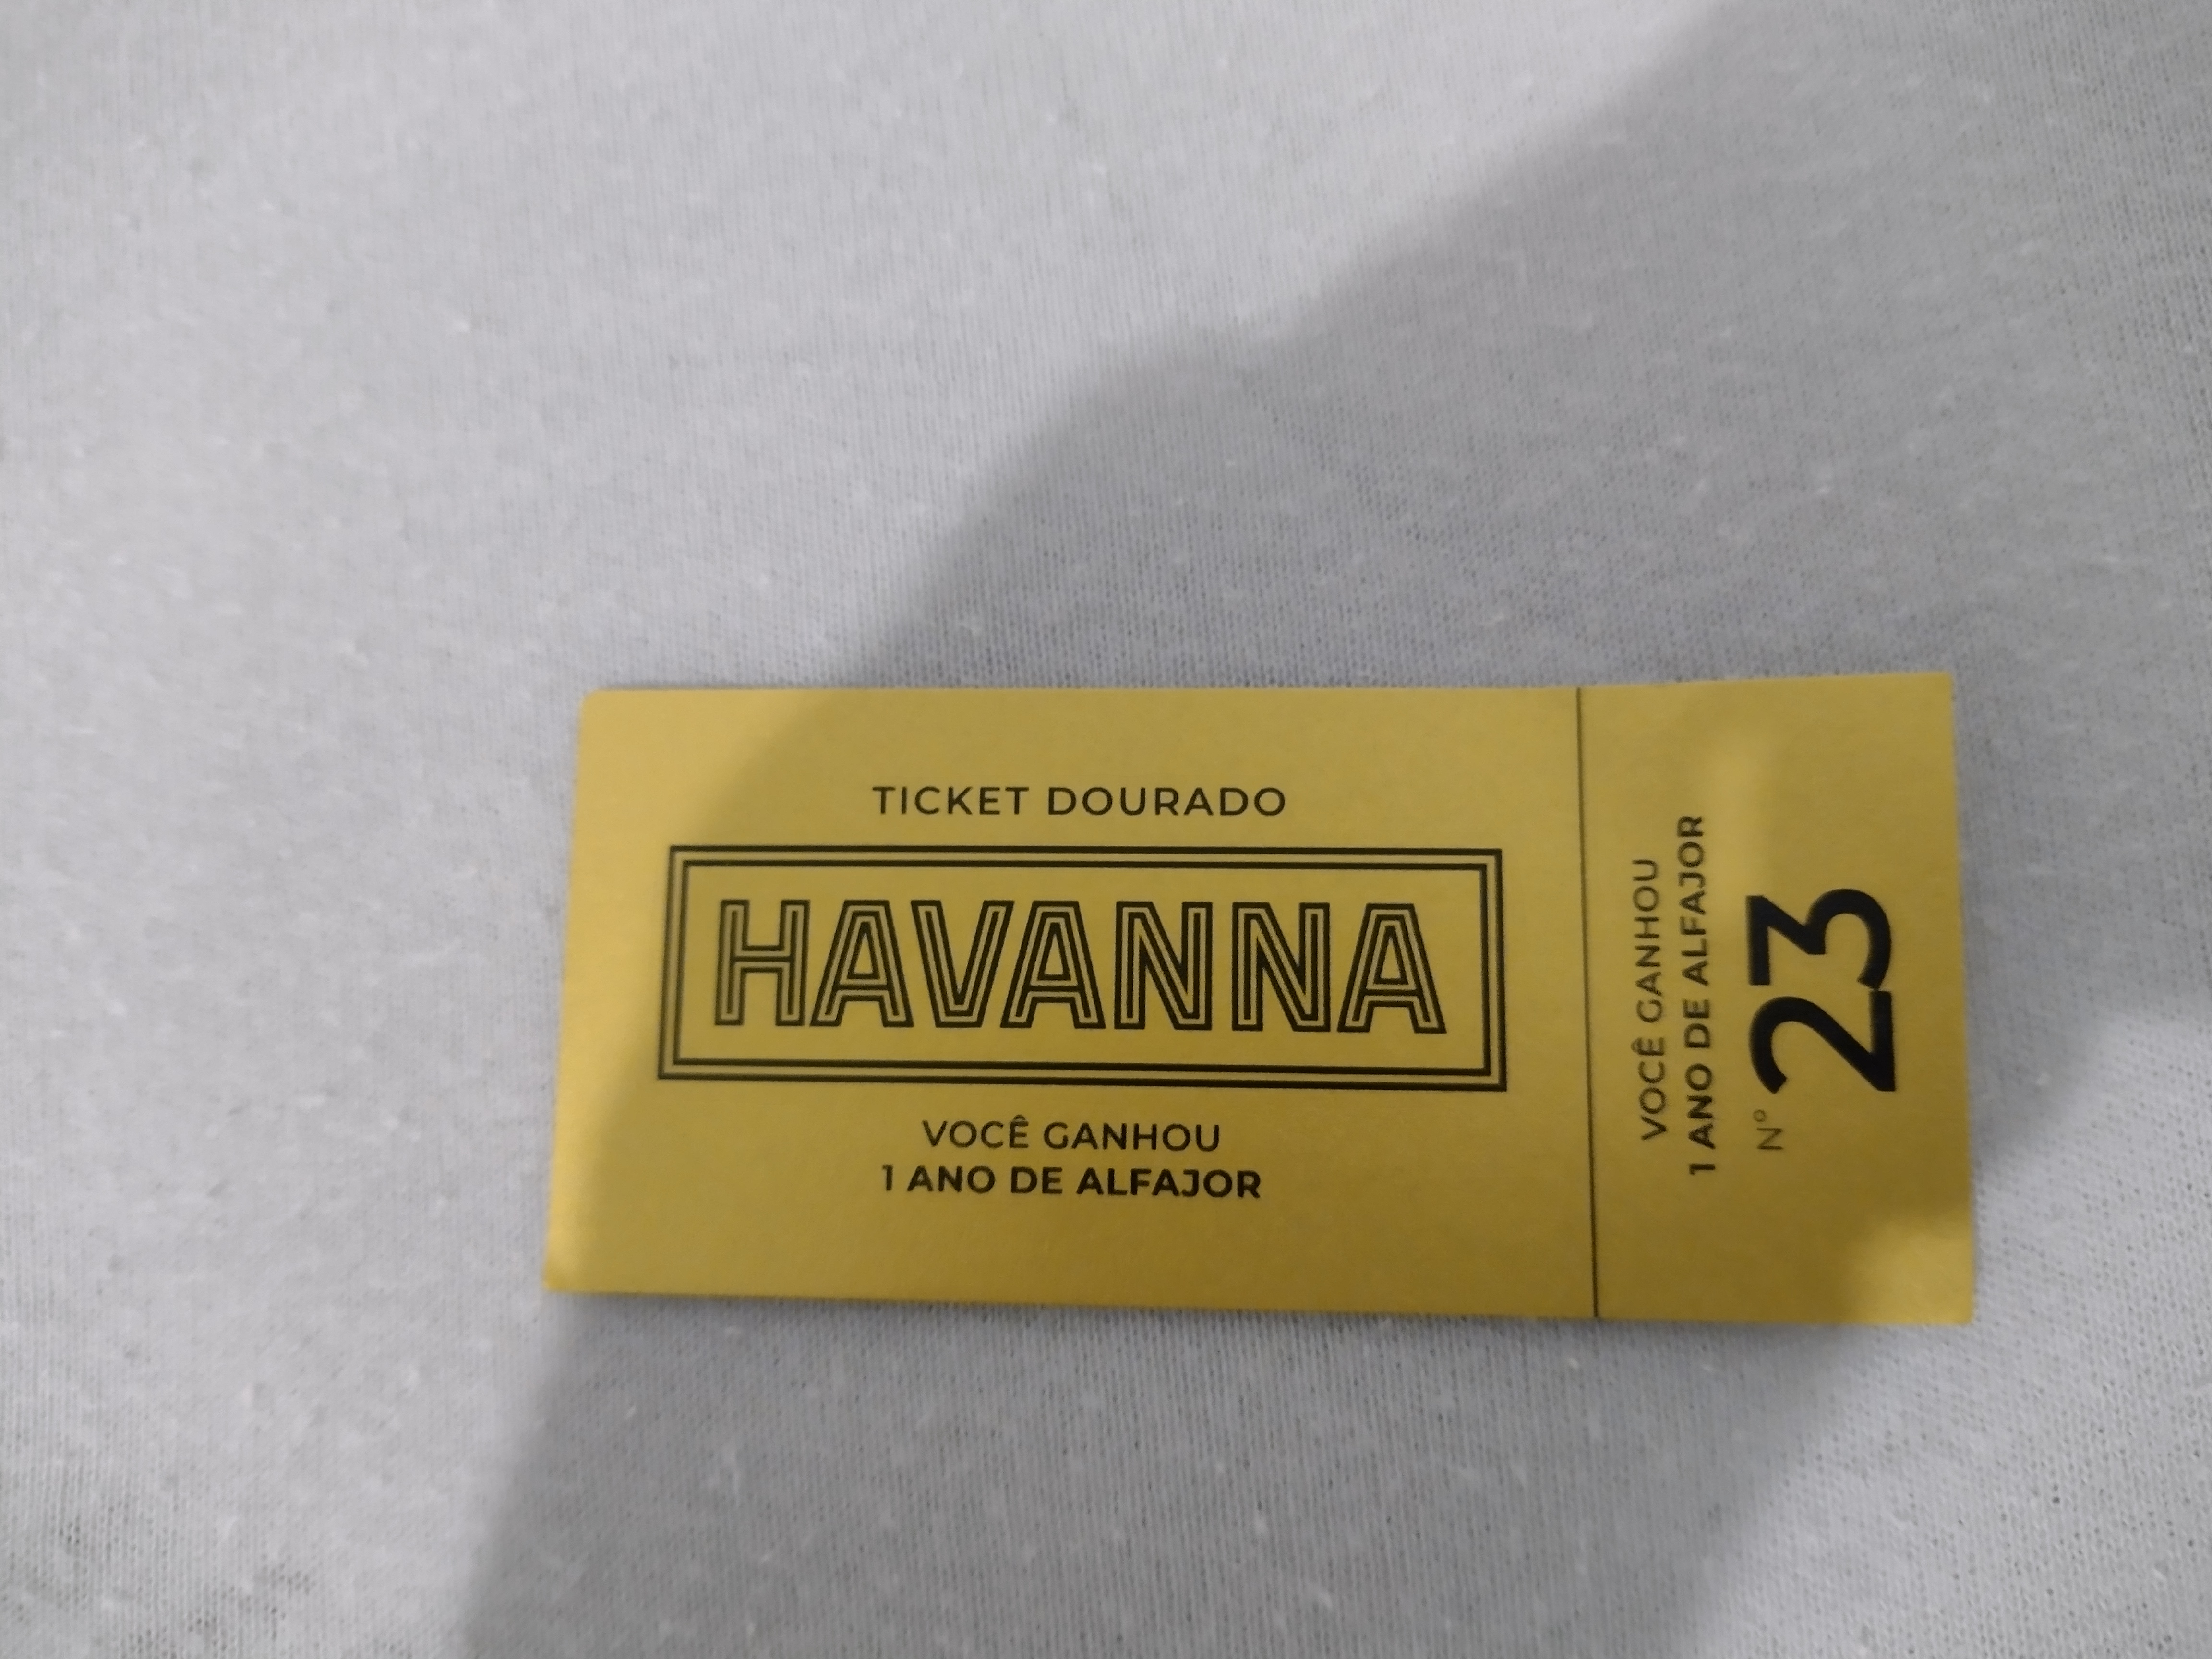 TICKET DOURADO
HAVANNA
VOCÊ GANHOU
1 ANO DE ALFAJOR
VOCÊ GANHOU
1 ANO DE ALFAJOR
Nº 23